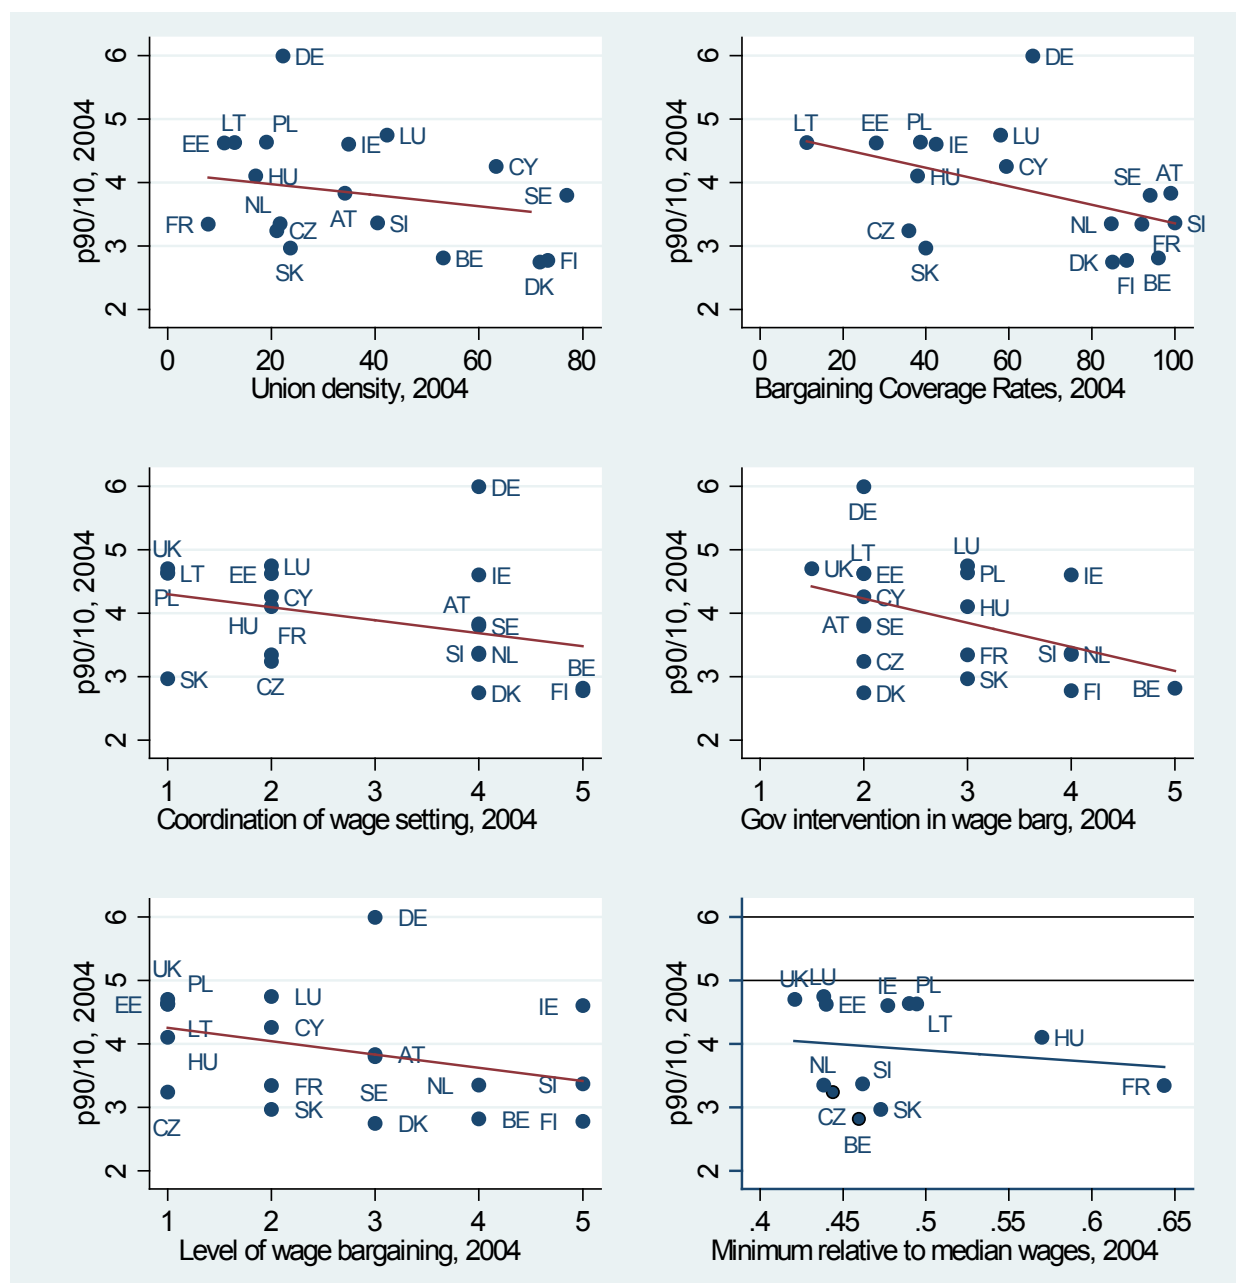 6
5
4
3
2
p90/10, 2004
DE
LT
PL
EE
IE
LU
HU
CY
NL
SE
FR
CZ
AT
SI
SK
BE
FI
DK
0 20 40 60 80
Union density, 2004
6
5
4
3
2
p90/10, 2004
DE
LT
EE
PL
IE
LU
HU
CY
SE
AT
CZ
NL
SI
SK
FR
DK
FI
BE
0 20 40 60 80 100
Bargaining Coverage Rates, 2004
6
5
4
3
2
p90/10, 2004
DE
UK
LT
EE
LU
IE
PL
CY
AT
HU
SE
FR
SI
NL
BE
SK
CZ
DK
FI
1 2 3 4 5
Coordination of wage setting, 2004
6
5
4
3
2
p90/10, 2004
DE
LT
LU
UK
EE
PL
IE
CY
HU
AT
SE
CZ
FR
SI
NL
DK
SK
FI
BE
1 2 3 4 5
Gov intervention in wage barg, 2004
6
5
4
3
2
p90/10, 2004
DE
UK
PL
EE
LU
IE
LT
CY
AT
HU
FR
SE
NL
SI
SK
CZ
DK
BE
FI
1 2 3 4 5
Level of wage bargaining, 2004
6
5
4
3
2
p90/10, 2004
UK
LU
IE
PL
EE
LT
HU
NL
SI
FR
CZ
SK
BE
.4 .45 .5 .55 .6 .65
Minimum relative to median wages, 2004